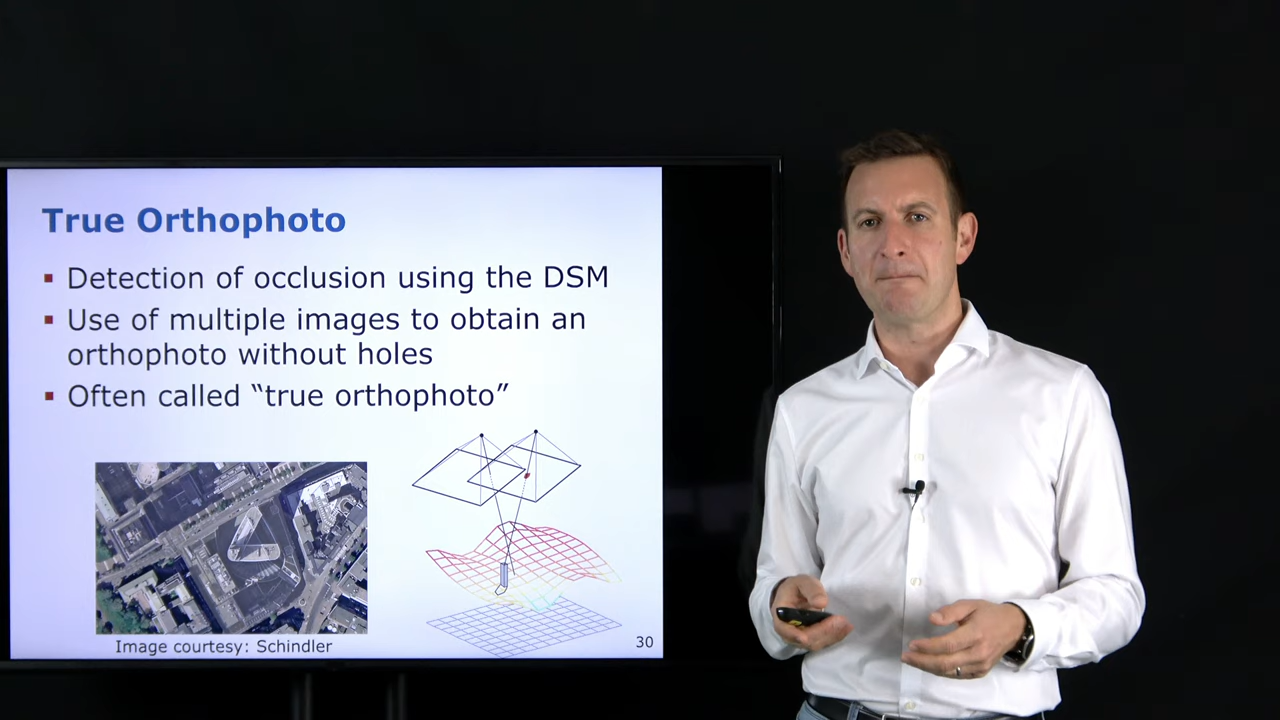 True Orthophoto
▪ Detection of occlusion using the DSM
▪ Use of multiple images to obtain an
orthophoto without holes
▪ Often called “true orthophoto”
Image courtesy: Schindler
30